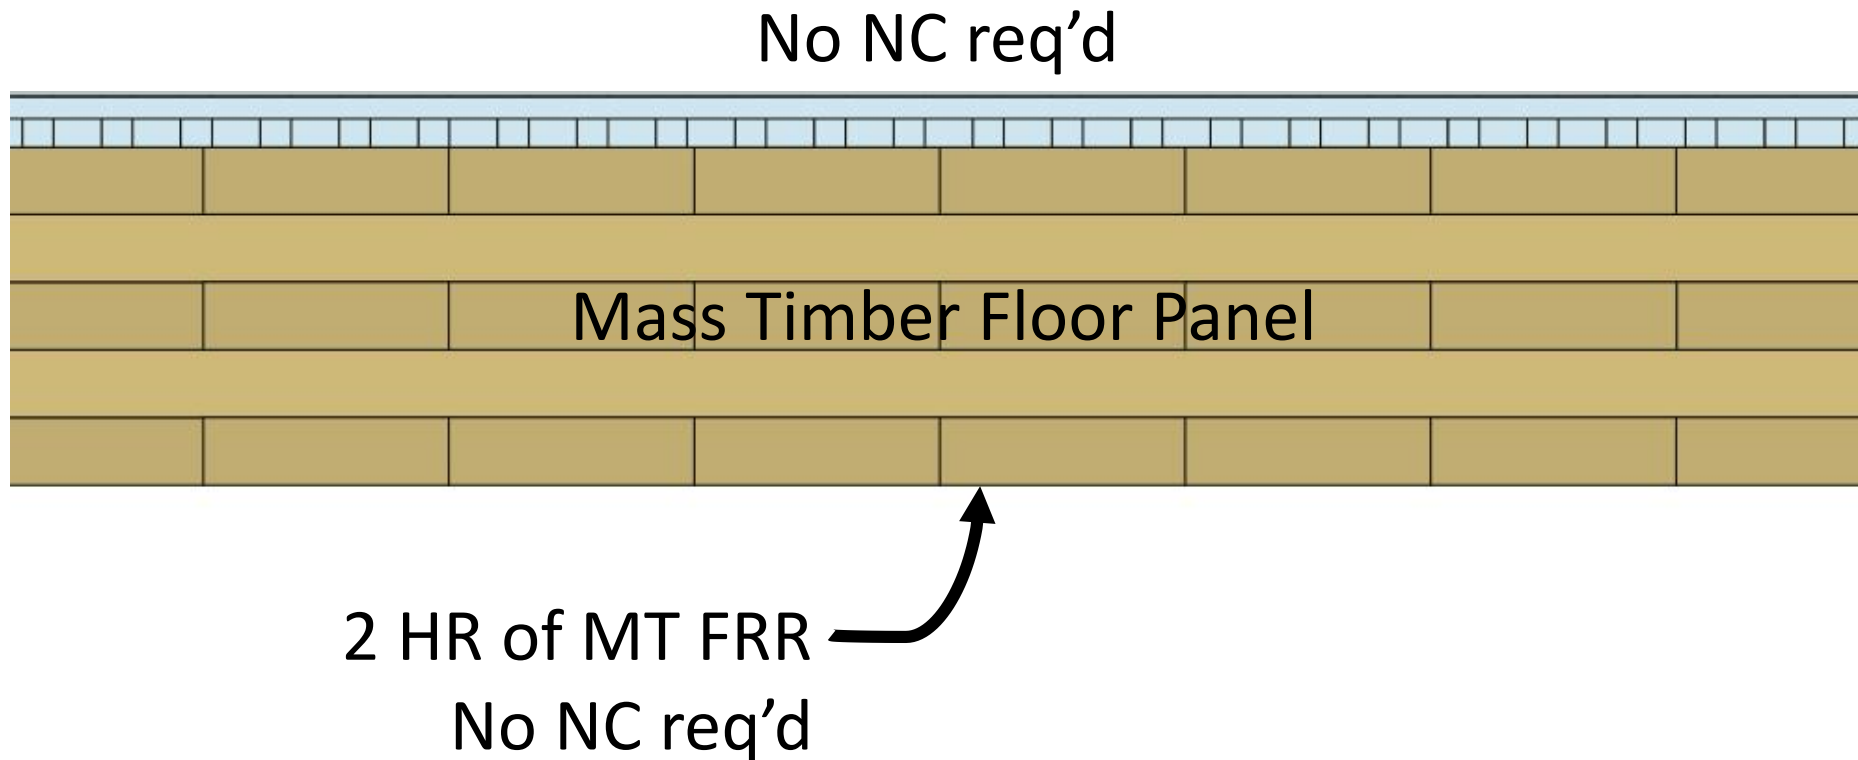 No NC req’d
Mass Timber Floor Panel
2 HR of MT FRR
No NC req’d